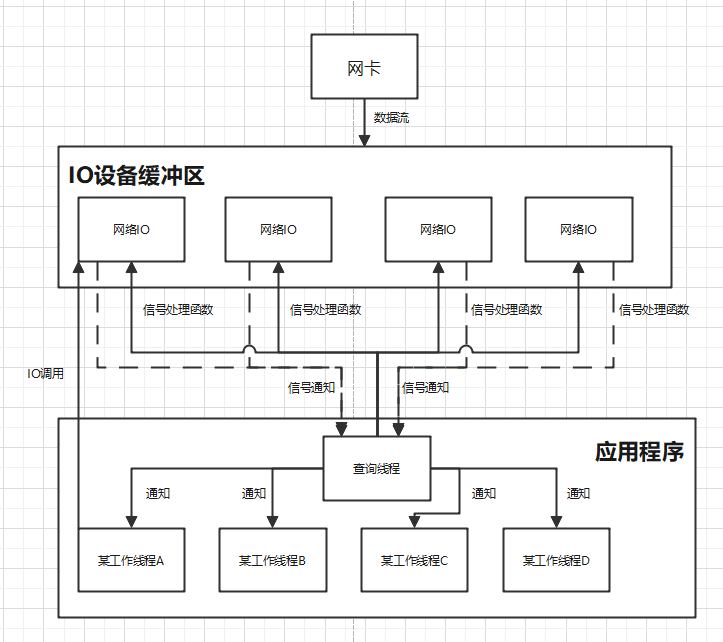 网卡
数据流
IO设备缓冲区
网络IO
网络IO
网络IO
网络IO
信号处理函数
信号处理函数
信号处理函数
信号处理函数
IO调用
信号通知
信号通知
应用程序
查询线程
通知
通知
通知
通知
某工作线程A
某工作线程B
某工作线程C
某工作线程D